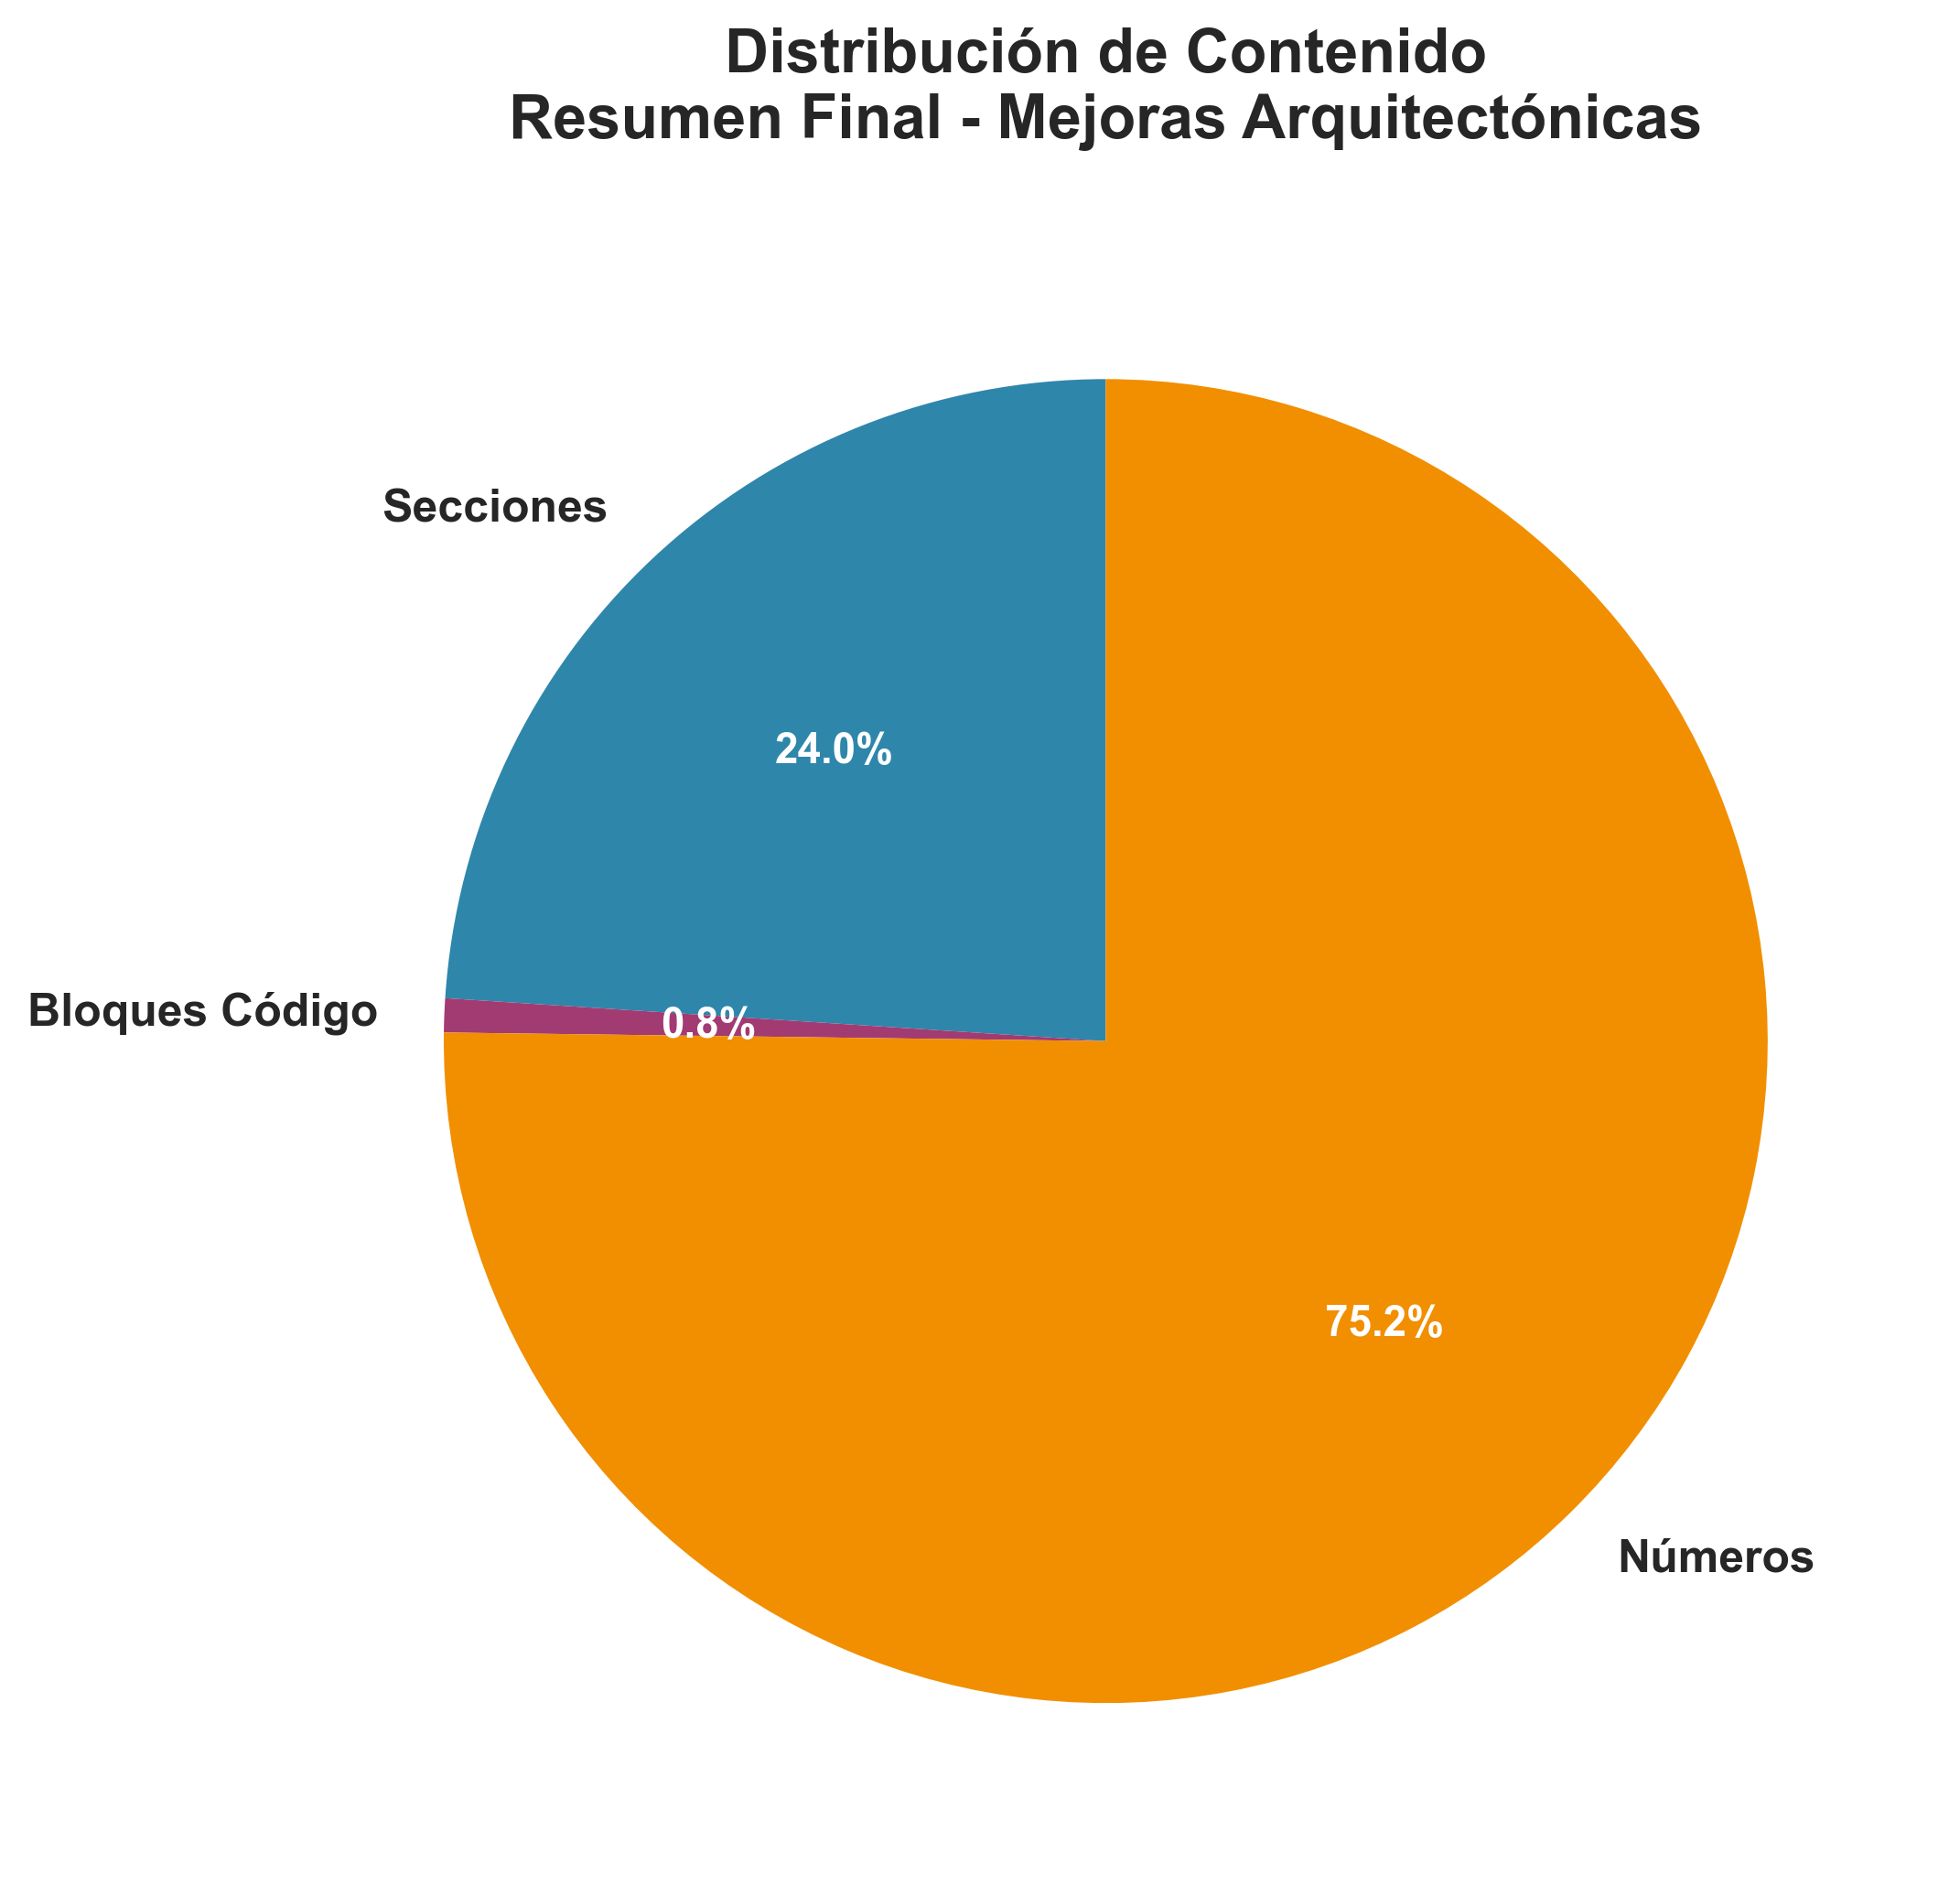 Distribución de Contenido
Resumen Final - Mejoras Arquitectónicas
Secciones
24.0%
Bloques Código
0.8%
75.2%
Números